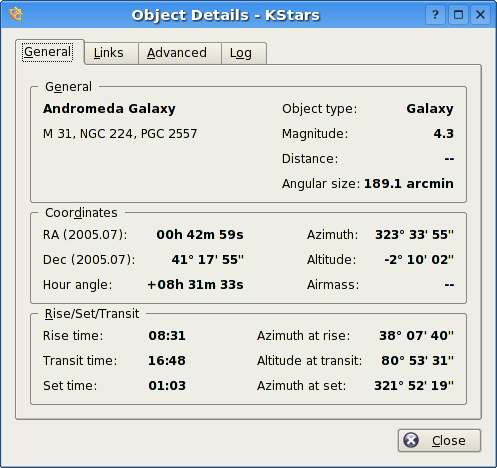 Object Details - KStars
General Links Advanced Log
General
Andromeda Galaxy Object type: Galaxy
M 31, NGC 224, PGC 2557 Magnitude: 4.3
Distance: --
Angular size: 189.1 arcmin
Coordinates
RA (2005.07): 00h 42m 59s Azimuth: 323° 33' 55"
Dec (2005.07): 41° 17' 55" Altitude: -2° 10' 02"
Hour angle: +08h 31m 33s Airmass: --
Rise/Set/Transit
Rise time: 08:31 Azimuth at rise: 38° 07' 40"
Transit time: 16:48 Altitude at transit: 80° 53' 31"
Set time: 01:03 Azimuth at set: 321° 52' 19"
Close